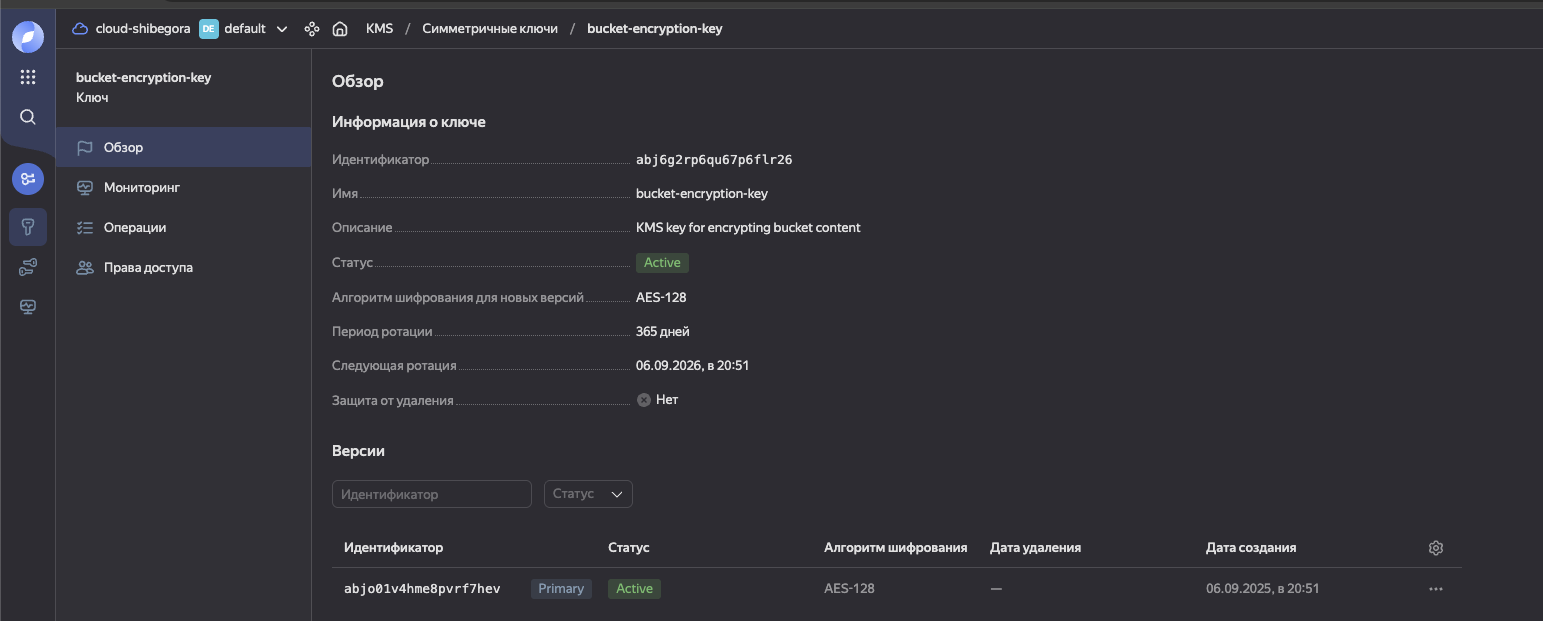 cloud-shibegora DE default KMS / Симметричные ключи / bucket-encryption-key
bucket-encryption-key
Ключ
Обзор
Мониторинг
Операции
Права доступа
Обзор
Информация о ключе
Идентификатор abj6g2rp6qu67p6flr26
Имя bucket-encryption-key
Описание KMS key for encrypting bucket content
Статус Active
Алгоритм шифрования для новых версий AES-128
Период ротации 365 дней
Следующая ротация 06.09.2026, в 20:51
Защита от удаления Нет
Версии
Идентификатор Статус
Идентификатор Статус Алгоритм шифрования Дата удаления Дата создания
abjo01v4hme8pvrf7hev Primary Active AES-128 — 06.09.2025, в 20:51